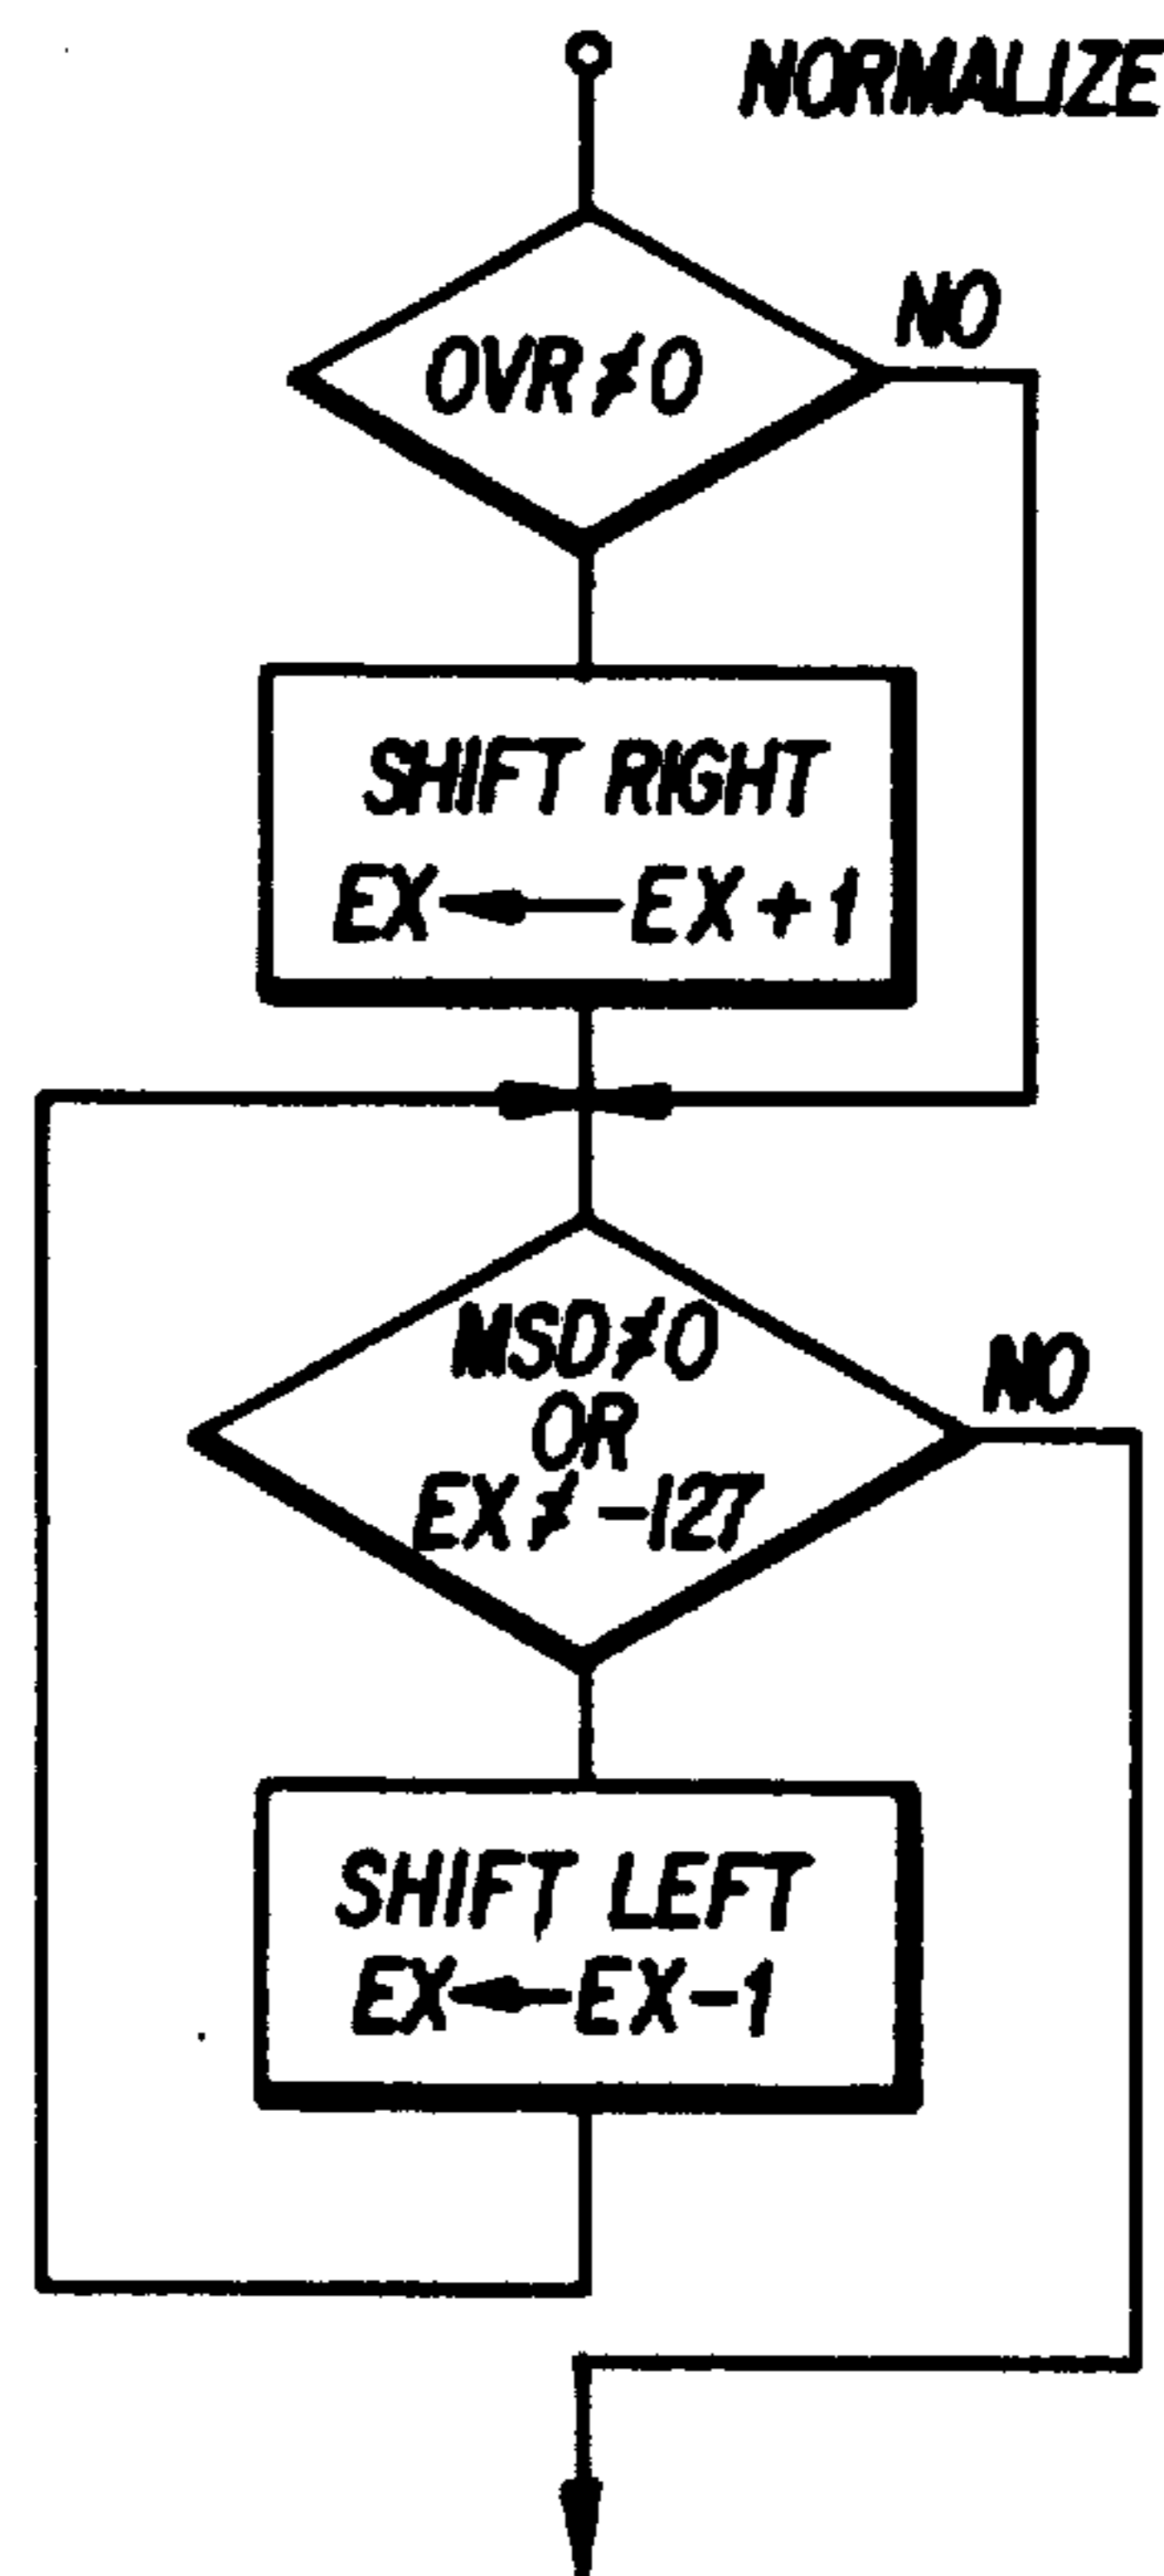 NORMALIZE
NO
OVR≠0
SHIFT RIGHT
EX ← EX + 1
MSD≠0
NO
OR
EX ≠ -127
SHIFT LEFT
EX ← EX-1